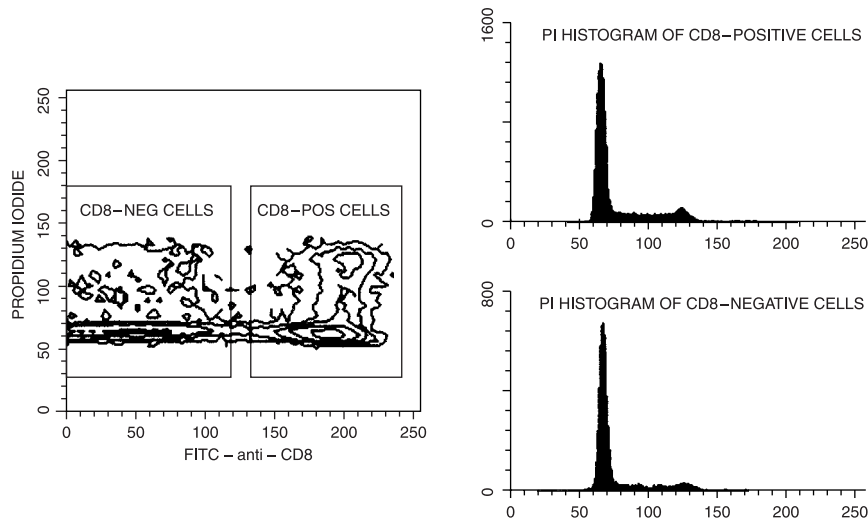 PROPIDIUM IODIDE
250
200
150
100
50
0
CD8–NEG CELLS
CD8–POS CELLS
0 50 100 150 200 250
FITC – anti – CD8
1600
PI HISTOGRAM OF CD8–POSITIVE CELLS
0
0 50 100 150 200 250
800
PI HISTOGRAM OF CD8–NEGATIVE CELLS
0
0 50 100 150 200 250